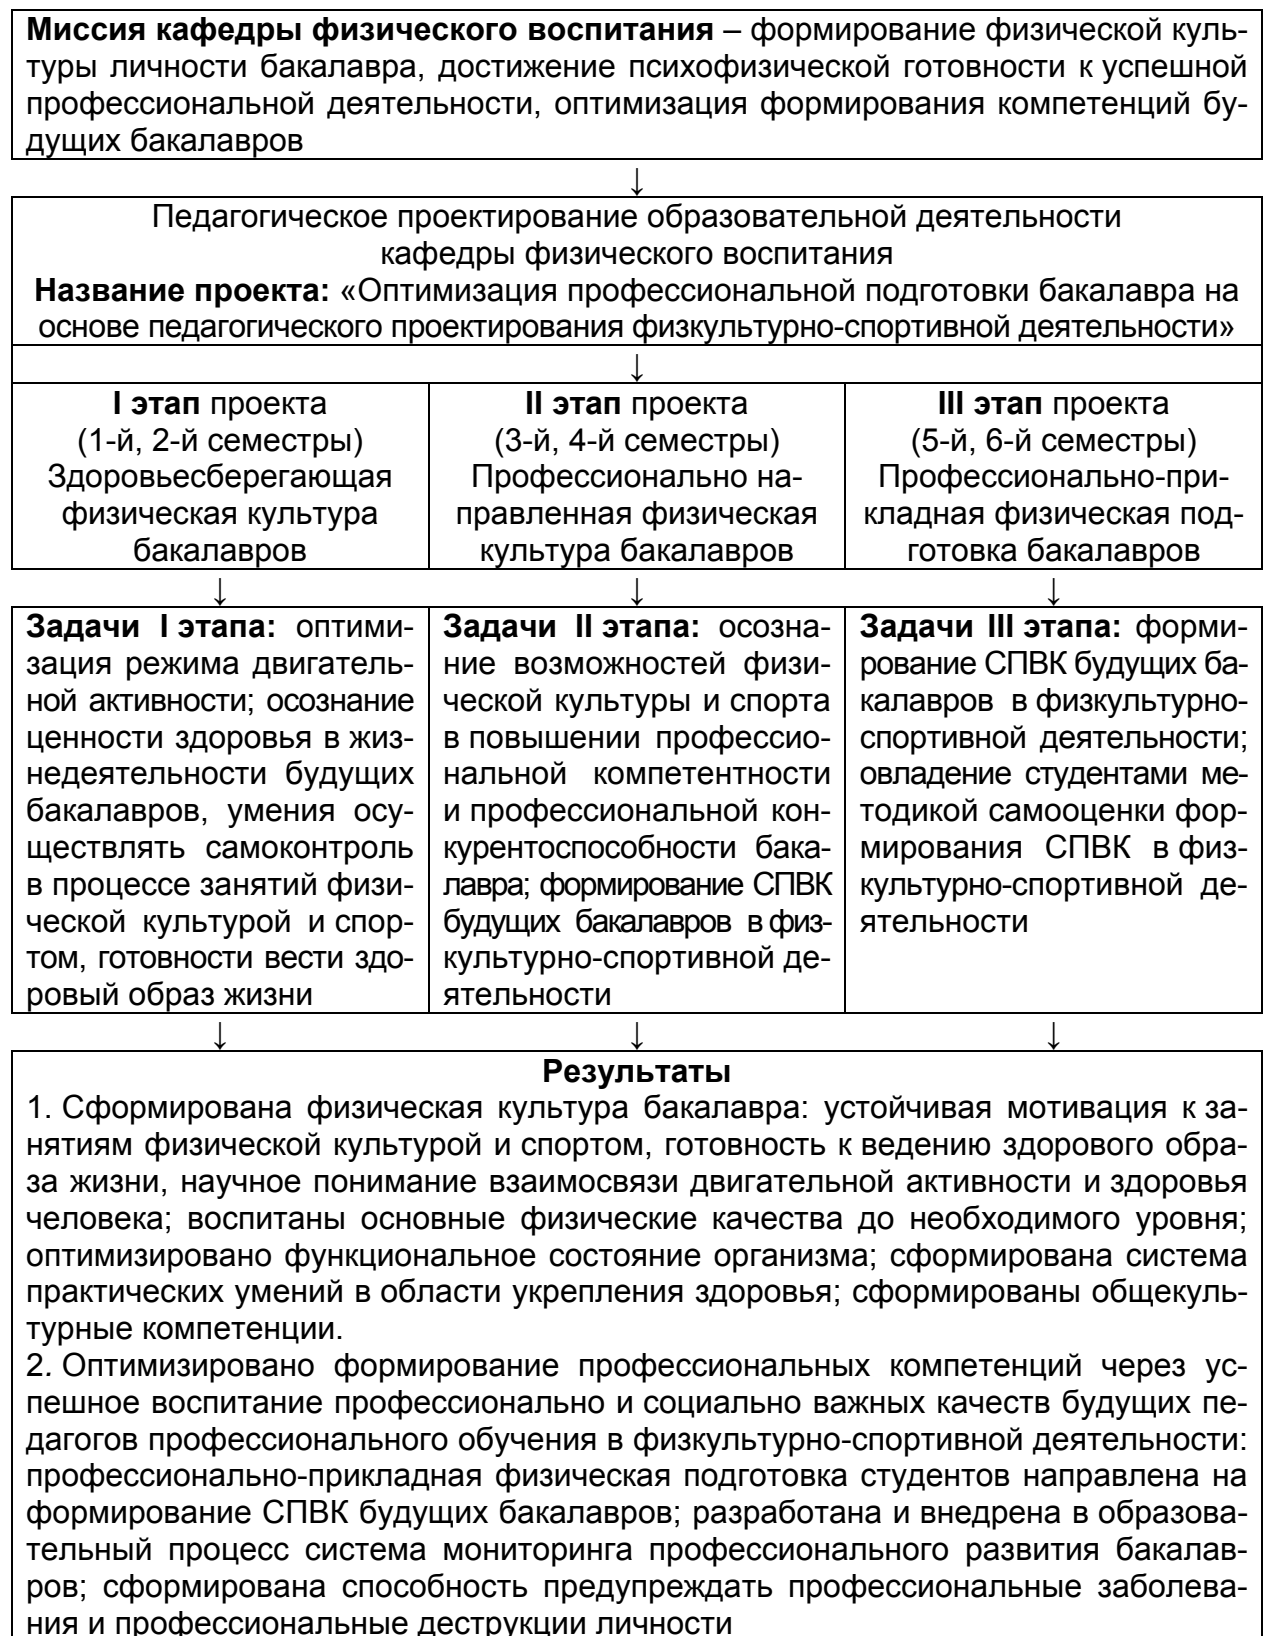 Миссия кафедры физического воспитания – формирование физической куль-
туры личности бакалавра, достижение психофизической готовности к успешной
профессиональной деятельности, оптимизация формирования компетенций бу-
дущих бакалавров
↓
Педагогическое проектирование образовательной деятельности
кафедры физического воспитания
Название проекта: «Оптимизация профессиональной подготовки бакалавра на
основе педагогического проектирования физкультурно-спортивной деятельности»
↓
I этап проекта
(1-й, 2-й семестры)
Здоровьесберегающая
физическая культура
бакалавров
II этап проекта
(3-й, 4-й семестры)
Профессионально на-
правленная физическая
культура бакалавров
III этап проекта
(5-й, 6-й семестры)
Профессионально-при-
кладная физическая под-
готовка бакалавров
↓ ↓ ↓
Задачи I этапа: оптими-
зация режима двигатель-
ной активности; осознание
ценности здоровья в жиз-
недеятельности будущих
бакалавров, умения осу-
ществлять самоконтроль
в процессе занятий физи-
ческой культурой и спор-
том, готовности вести здо-
ровый образ жизни
Задачи II этапа: осозна-
ние возможностей физи-
ческой культуры и спорта
в повышении профессио-
нальной компетентности
и профессиональной кон-
курентоспособности бака-
лавра; формирование СПВК
будущих бакалавров в физ-
культурно-спортивной де-
ятельности
Задачи III этапа: форми-
рование СПВК будущих ба-
калавров в физкультурно-
спортивной деятельности;
овладение студентами ме-
тодикой самооценки фор-
мирования СПВК в физ-
культурно-спортивной де-
ятельности
↓ ↓ ↓
Результаты
1. Сформирована физическая культура бакалавра: устойчивая мотивация к за-
нятиям физической культурой и спортом, готовность к ведению здорового обра-
за жизни, научное понимание взаимосвязи двигательной активности и здоровья
человека; воспитаны основные физические качества до необходимого уровня;
оптимизировано функциональное состояние организма; сформирована система
практических умений в области укрепления здоровья; сформированы общекуль-
турные компетенции.
2. Оптимизировано формирование профессиональных компетенций через ус-
пешное воспитание профессионально и социально важных качеств будущих пе-
дагогов профессионального обучения в физкультурно-спортивной деятельности:
профессионально-прикладная физическая подготовка студентов направлена на
формирование СПВК будущих бакалавров; разработана и внедрена в образова-
тельный процесс система мониторинга профессионального развития бакалав-
ров; сформирована способность предупреждать профессиональные заболева-
ния и профессиональные деструкции личности